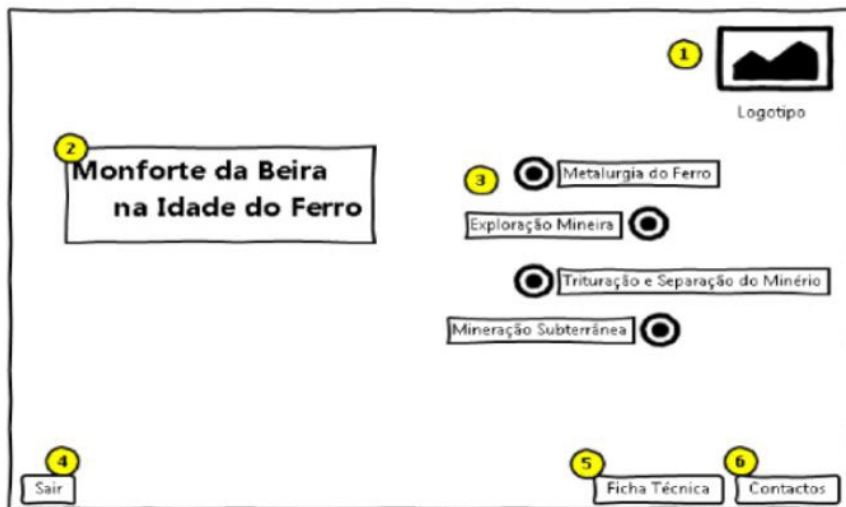 1
Logotipo
2
Monforte da Beira
na Idade do Ferro
3
Metalurgia do Ferro
Exploração Mineira
Trituração e Separação do Minério
Mineração Subterrânea
4
Sair
5
Ficha Técnica
6
Contactos